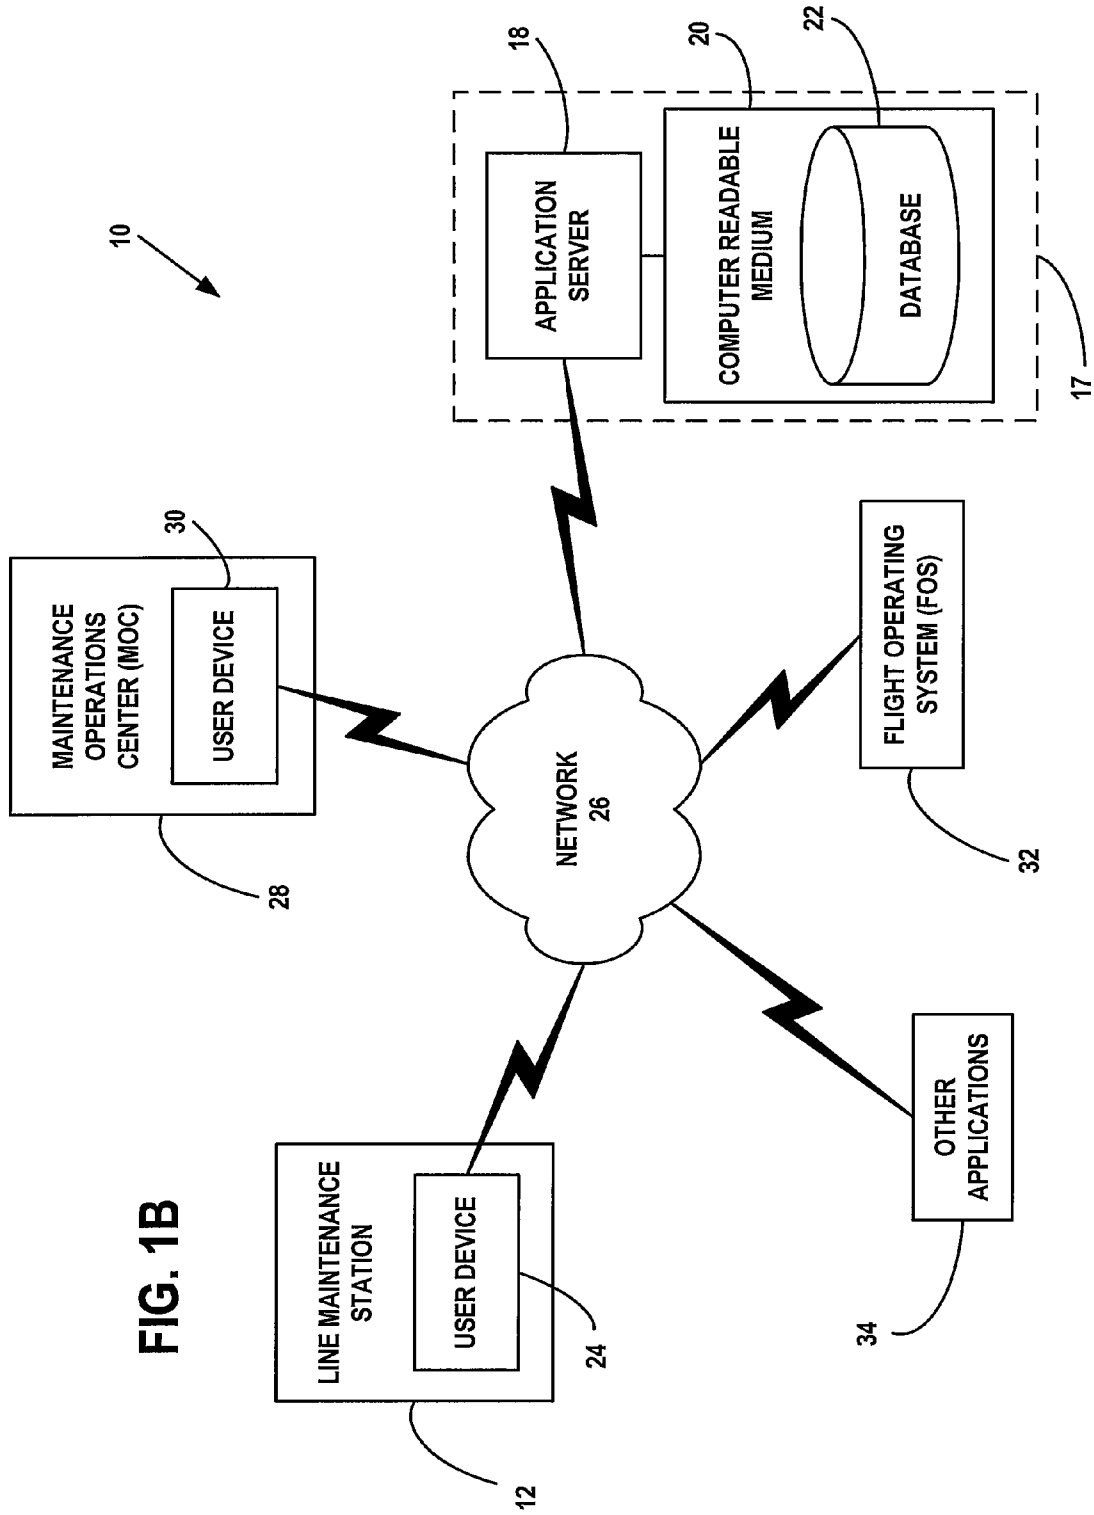 FIG. 1B
10
LINE MAINTENANCE
STATION
USER DEVICE
24
12
MAINTENANCE
OPERATIONS
CENTER (MOC)
USER DEVICE
30
28
NETWORK
26
APPLICATION
SERVER
18
COMPUTER READABLE
MEDIUM
20
DATABASE
22
17
OTHER
APPLICATIONS
34
FLIGHT OPERATING
SYSTEM (FOS)
32